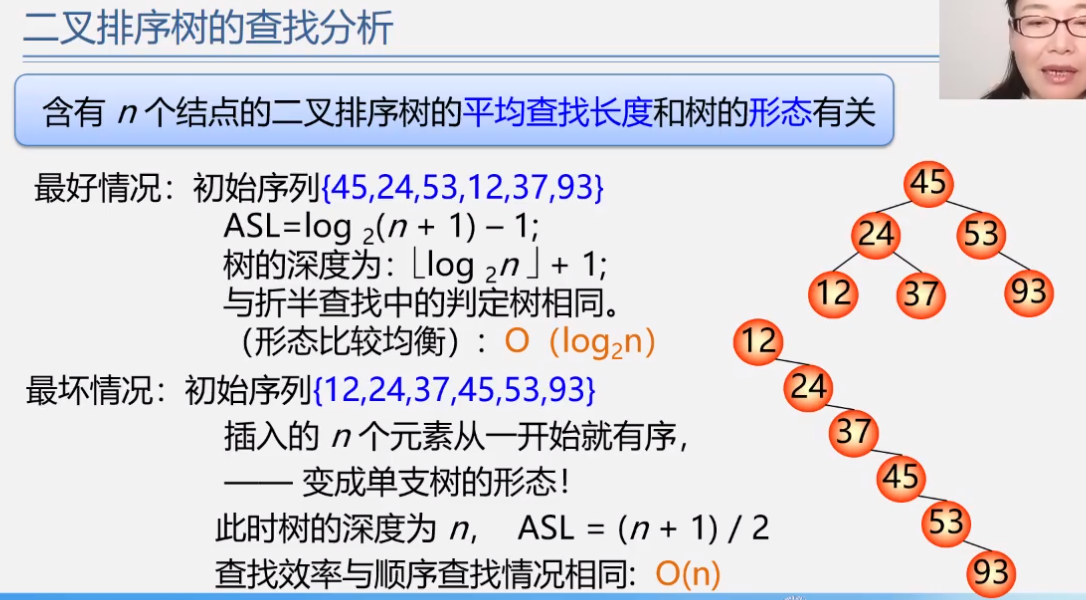 二叉排序树的查找分析
含有 n 个结点的二叉排序树的平均查找长度和树的形态有关
最好情况：初始序列{45,24,53,12,37,93}
ASL=log ₂(n + 1) – 1;
树的深度为：⌊log ₂n ⌋ + 1;
与折半查找中的判定树相同。
（形态比较均衡）：O（log₂n）
最坏情况：初始序列{12,24,37,45,53,93}
插入的 n 个元素从一开始就有序，
—— 变成单支树的形态！
此时树的深度为 n, ASL = (n + 1) / 2
查找效率与顺序查找情况相同: O(n)
45
24 53
12 37 93
12
24
37
45
53
93